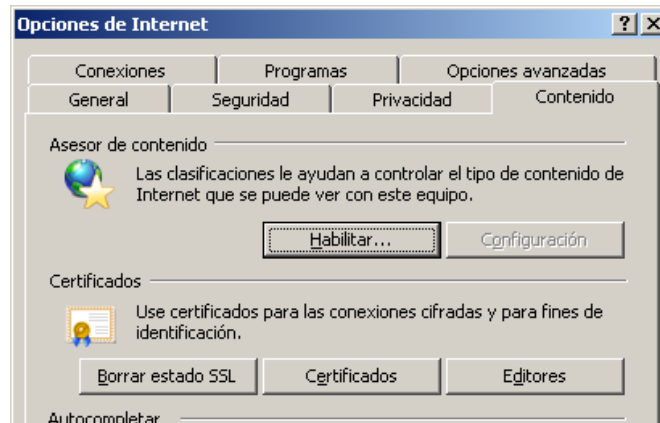 Opciones de Internet
Conexiones Programas Opciones avanzadas
General Seguridad Privacidad Contenido
Asesor de contenido
Las clasificaciones le ayudan a controlar el tipo de contenido de
Internet que se puede ver con este equipo.
Habilitar... Configuración
Certificados
Use certificados para las conexiones cifradas y para fines de
identificación.
Borrar estado SSL Certificados Editores
Autocompletar